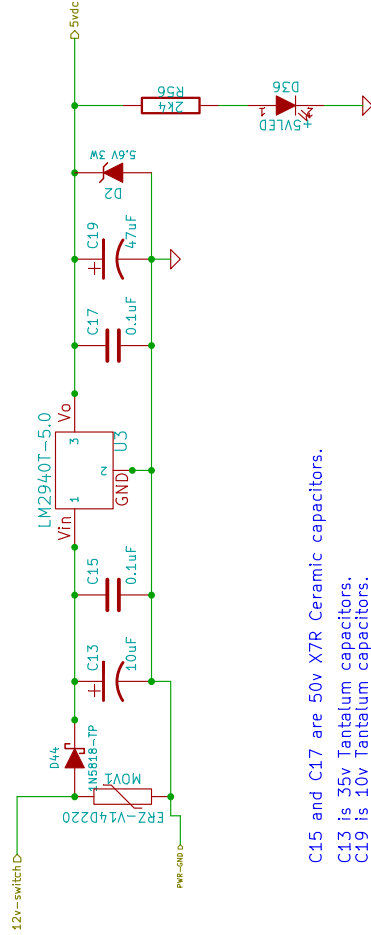 12v-switch
PWR-GND
D44
1N5818-TP
MOV1
ERZ-V14D220
C13
10uF
+
C15
0.1uF
LM2940T-5.0
Vin
Vo
1
3
2
GND
U3
C17
0.1uF
C19
47uF
+
D2
5.6V 3W
R56
2k4
D36
+5VLED
1
2
5vdc
C15 and C17 are 50v X7R Ceramic capacitors.
C13 is 35v Tantalum capacitors.
C19 is 10v Tantalum capacitors.